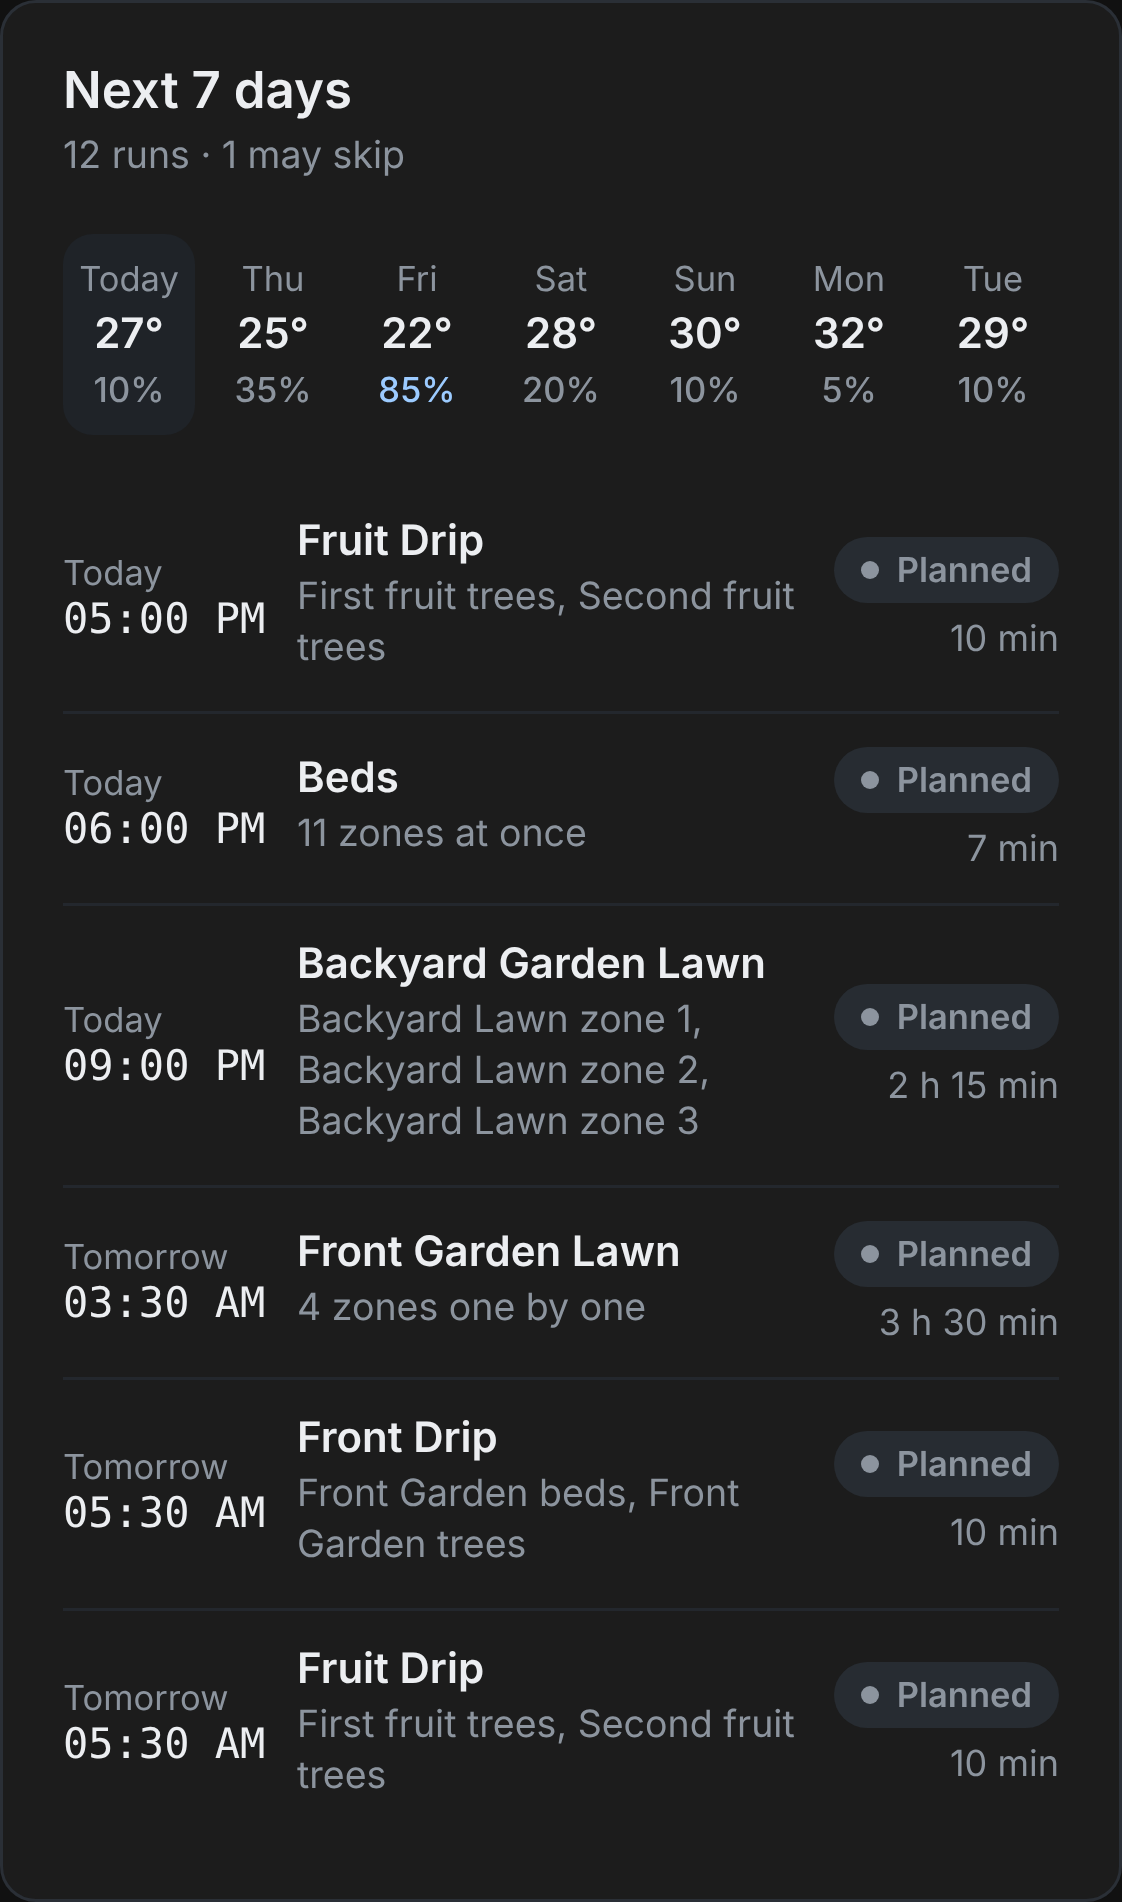 Next 7 days
12 runs · 1 may skip
Today Thu Fri Sat Sun Mon Tue
27° 25° 22° 28° 30° 32° 29°
10% 35% 85% 20% 10% 5% 10%
Fruit Drip
Today
05:00 PM
First fruit trees, Second fruit
trees
Planned
10 min
Today
06:00 PM
Beds
11 zones at once
Planned
7 min
Today
09:00 PM
Backyard Garden Lawn
Backyard Lawn zone 1,
Backyard Lawn zone 2,
Backyard Lawn zone 3
Planned
2 h 15 min
Tomorrow
03:30 AM
Front Garden Lawn
4 zones one by one
Planned
3 h 30 min
Tomorrow
05:30 AM
Front Drip
Front Garden beds, Front
Garden trees
Planned
10 min
Tomorrow
05:30 AM
Fruit Drip
First fruit trees, Second fruit
trees
Planned
10 min